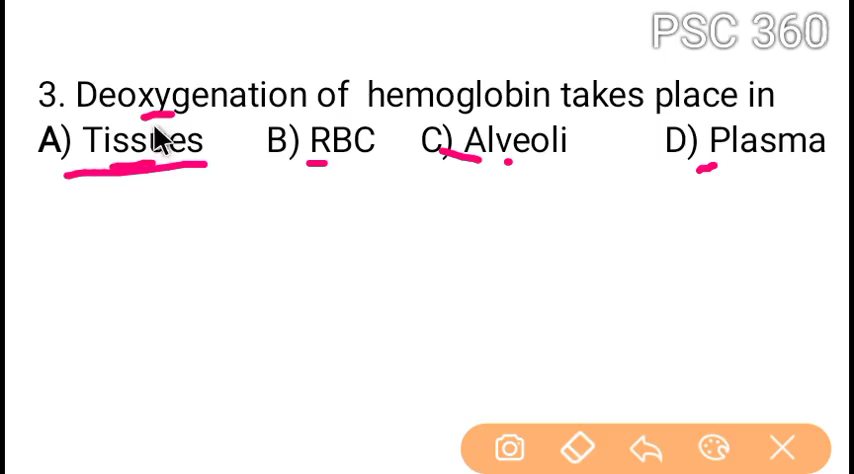 PSC 360
3. Deoxygenation of hemoglobin takes place in
A) Tissues B) RBC C) Alveoli D) Plasma